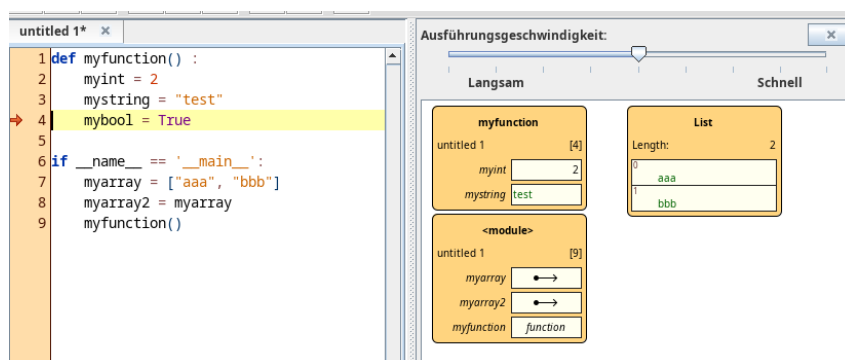 untitled 1* ×
1 def myfunction() :
2 myint = 2
3 mystring = "test"
4 mybool = True
5
6 if __name__ == '__main__':
7 myarray = ["aaa", "bbb"]
8 myarray2 = myarray
9 myfunction()
Ausführungsgeschwindigkeit:
×
Langsam Schnell
myfunction
untitled 1 [4]
myint 2
mystring test
<module>
untitled 1 [9]
myarray
myarray2
myfunction function
List
Length: 2
0
aaa
1
bbb